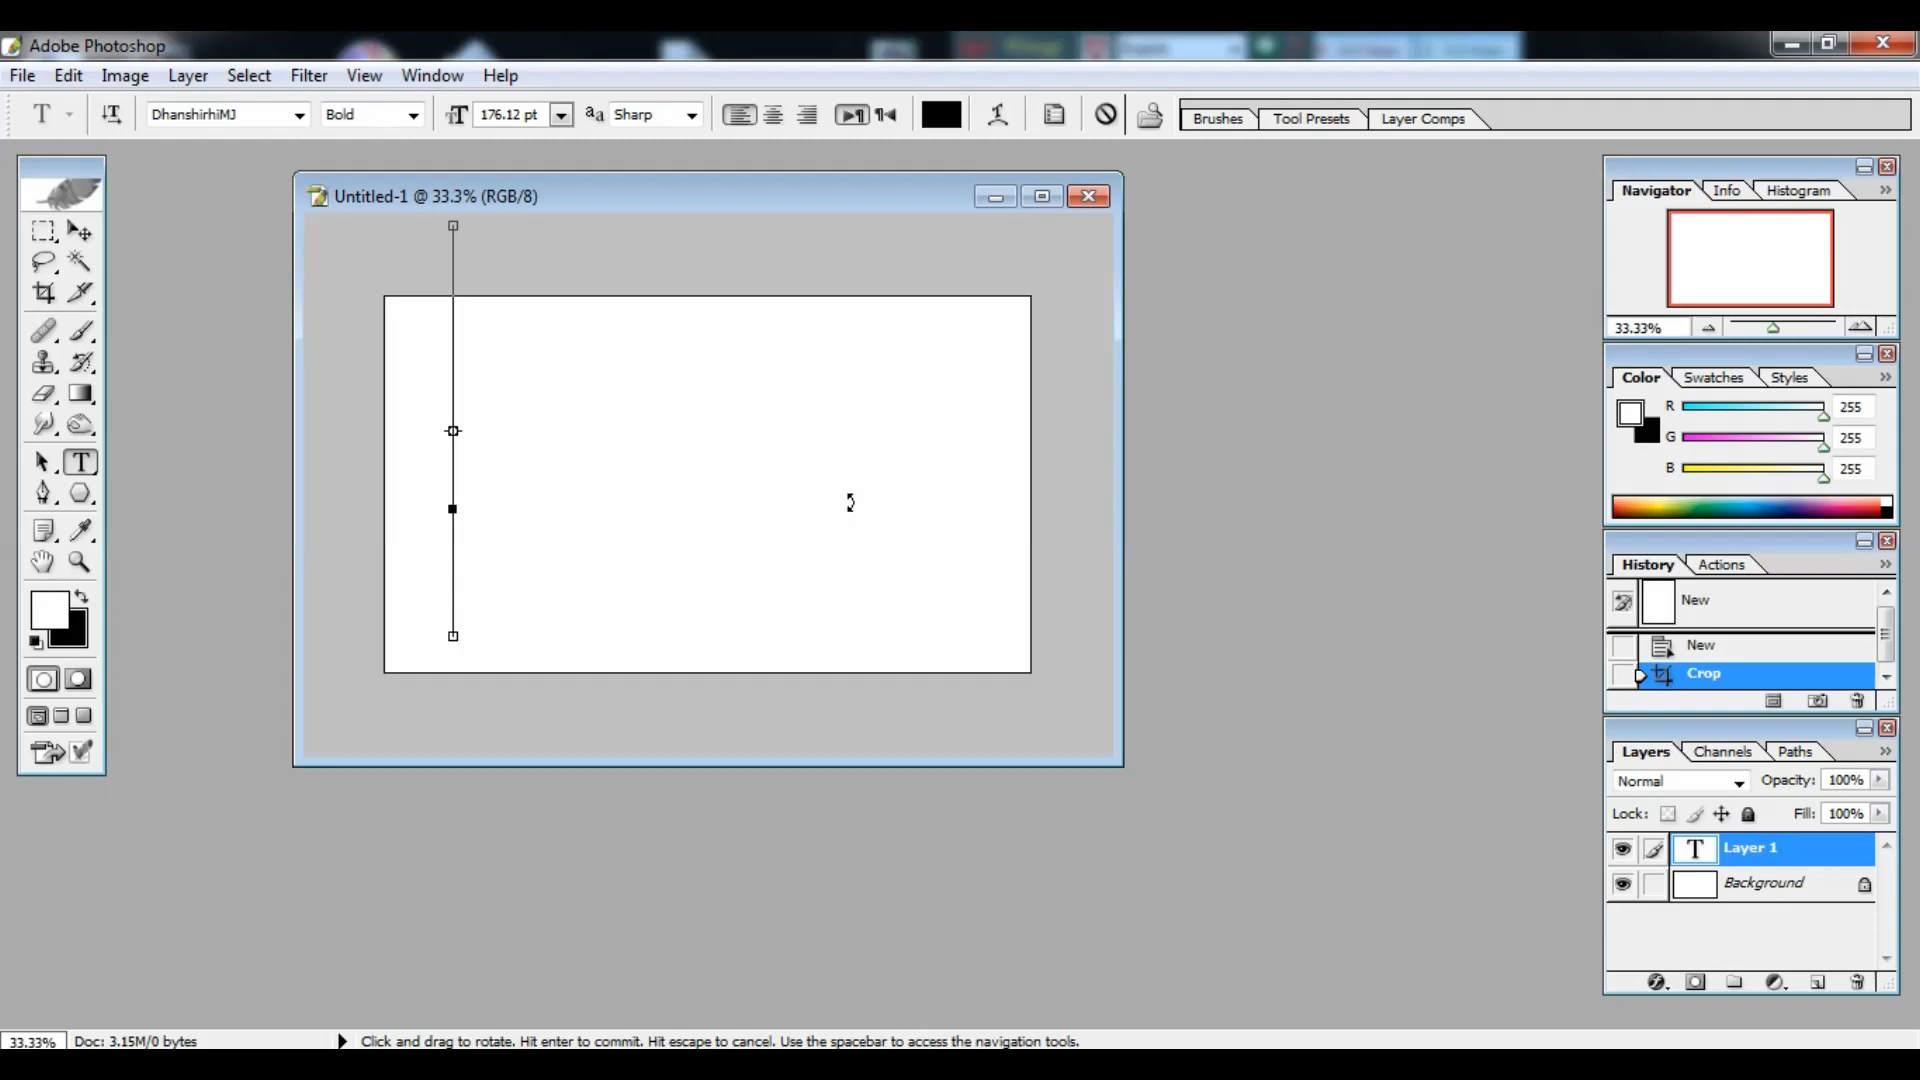 Adobe Photoshop
File Edit Image Layer Select Filter View Window Help
T DhanshirhiMJ Bold 176.12 pt aa Sharp Brushes Tool Presets Layer Comps
Untitled-1 @ 33.3% (RGB/8)
Navigator Info Histogram
33.33%
Color Swatches Styles
R 255
G 255
B 255
History Actions
New
New
Crop
Layers Channels Paths
Normal Opacity: 100%
Lock: Fill: 100%
T Layer 1
Background
33.33% Doc: 3.15M/0 bytes Click and drag to rotate. Hit enter to commit. Hit escape to cancel. Use the spacebar to access the navigation tools.